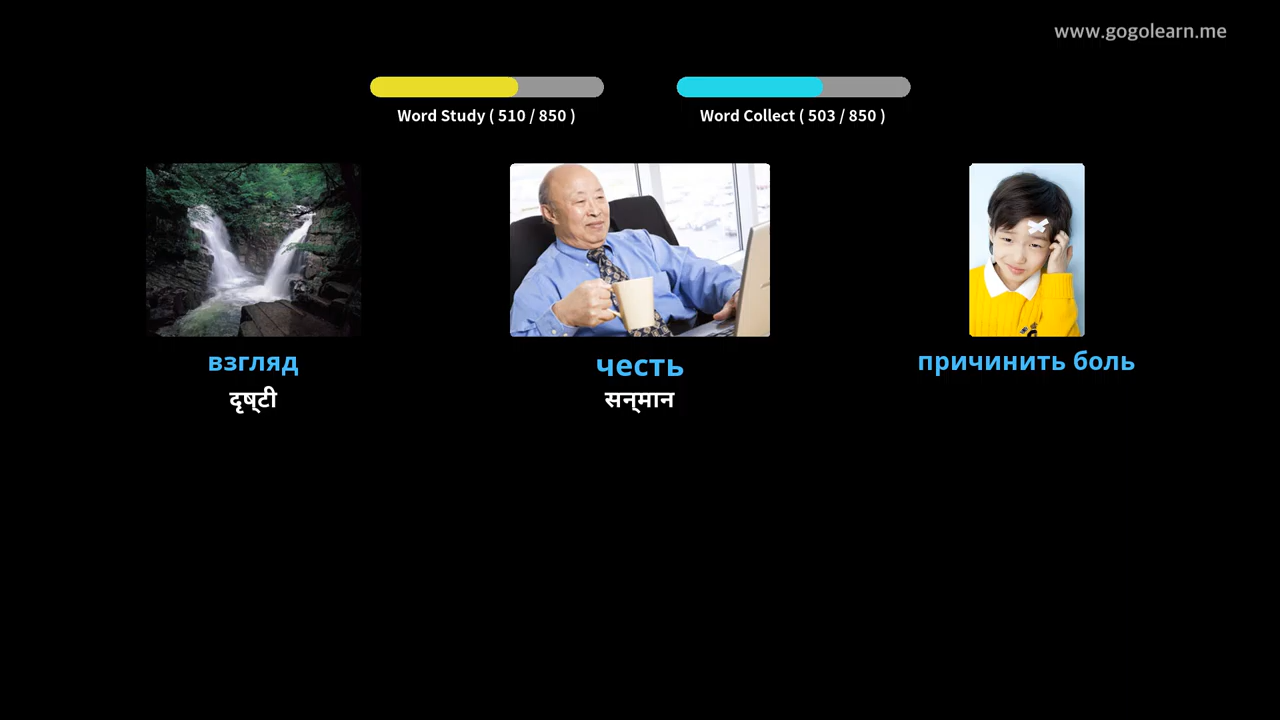 www.gogolearn.me
Word Study ( 510 / 850 )
Word Collect ( 503 / 850 )
взгляд
честь
причинить боль
दृष्टी
सन्मान